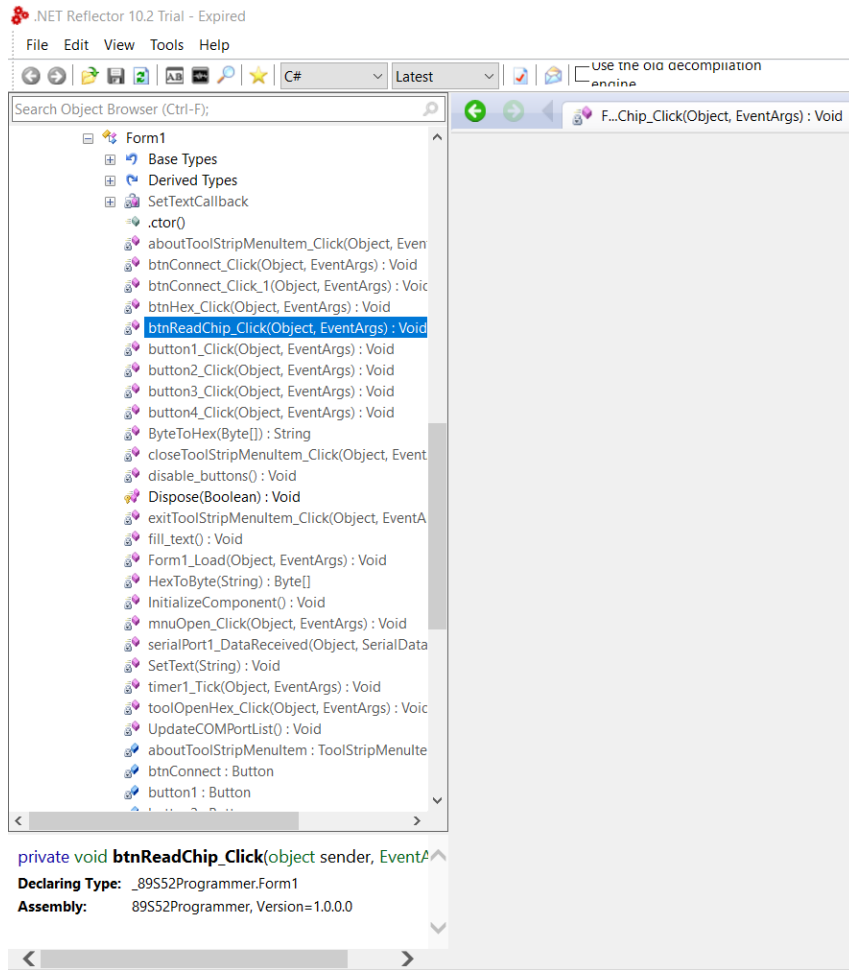 .NET Reflector 10.2 Trial - Expired
File Edit View Tools Help
C# Latest Use the old decompilation
engine
Search Object Browser (Ctrl-F);
F...Chip_Click(Object, EventArgs) : Void
Form1
Base Types
Derived Types
SetTextCallback
.ctor()
aboutToolStripMenuItem_Click(Object, Even
btnConnect_Click(Object, EventArgs) : Void
btnConnect_Click_1(Object, EventArgs) : Voic
btnHex_Click(Object, EventArgs) : Void
btnReadChip_Click(Object, EventArgs) : Void
button1_Click(Object, EventArgs) : Void
button2_Click(Object, EventArgs) : Void
button3_Click(Object, EventArgs) : Void
button4_Click(Object, EventArgs) : Void
ByteToHex(Byte[]) : String
closeToolStripMenuItem_Click(Object, Event
disable_buttons() : Void
Dispose(Boolean) : Void
exitToolStripMenuItem_Click(Object, EventA
fill_text() : Void
Form1_Load(Object, EventArgs) : Void
HexToByte(String) : Byte[]
InitializeComponent() : Void
mnuOpen_Click(Object, EventArgs) : Void
serialPort1_DataReceived(Object, SerialData
SetText(String) : Void
timer1_Tick(Object, EventArgs) : Void
toolOpenHex_Click(Object, EventArgs) : Voic
UpdateCOMPortList() : Void
aboutToolStripMenuItem : ToolStripMenuIte
btnConnect : Button
button1 : Button
private void btnReadChip_Click(object sender, EventA
Declaring Type: _89S52Programmer.Form1
Assembly: 89S52Programmer, Version=1.0.0.0